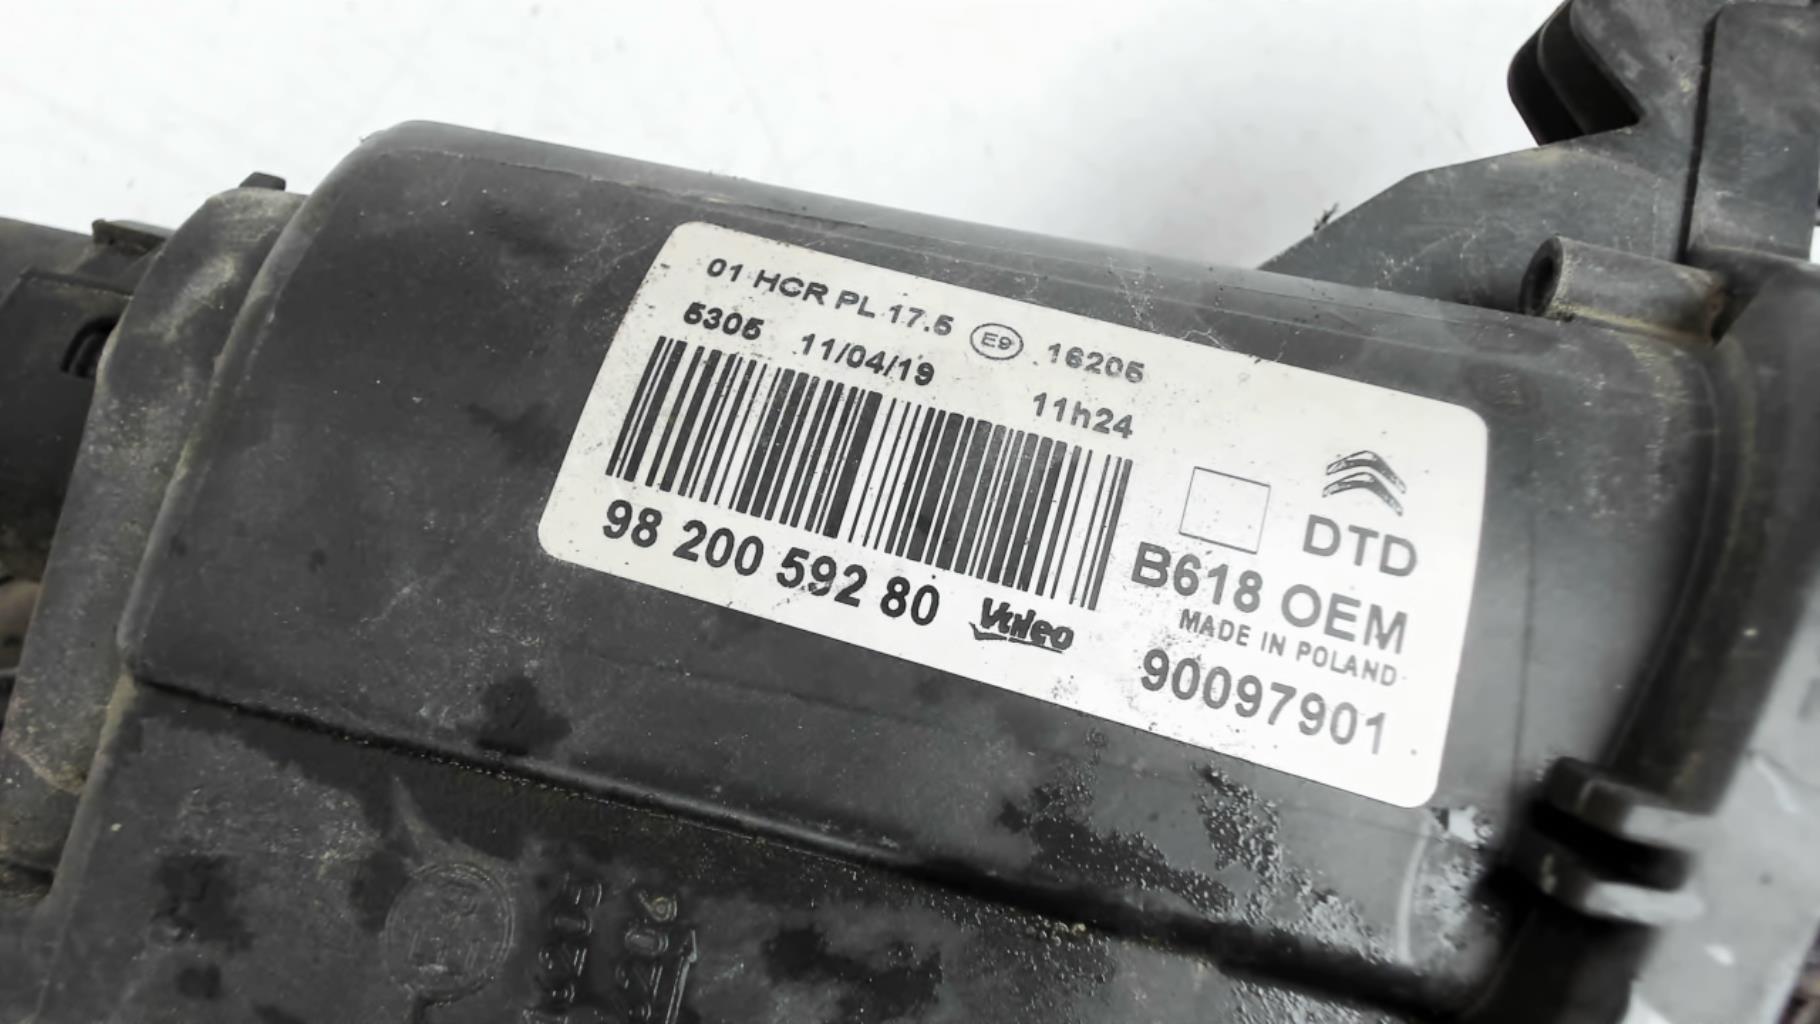 01 HCR PL 17.5 E9 16205
5305 11/04/19 11h24
98 200 592 80
Valeo
DTD
B618 OEM
MADE IN POLAND
90097901